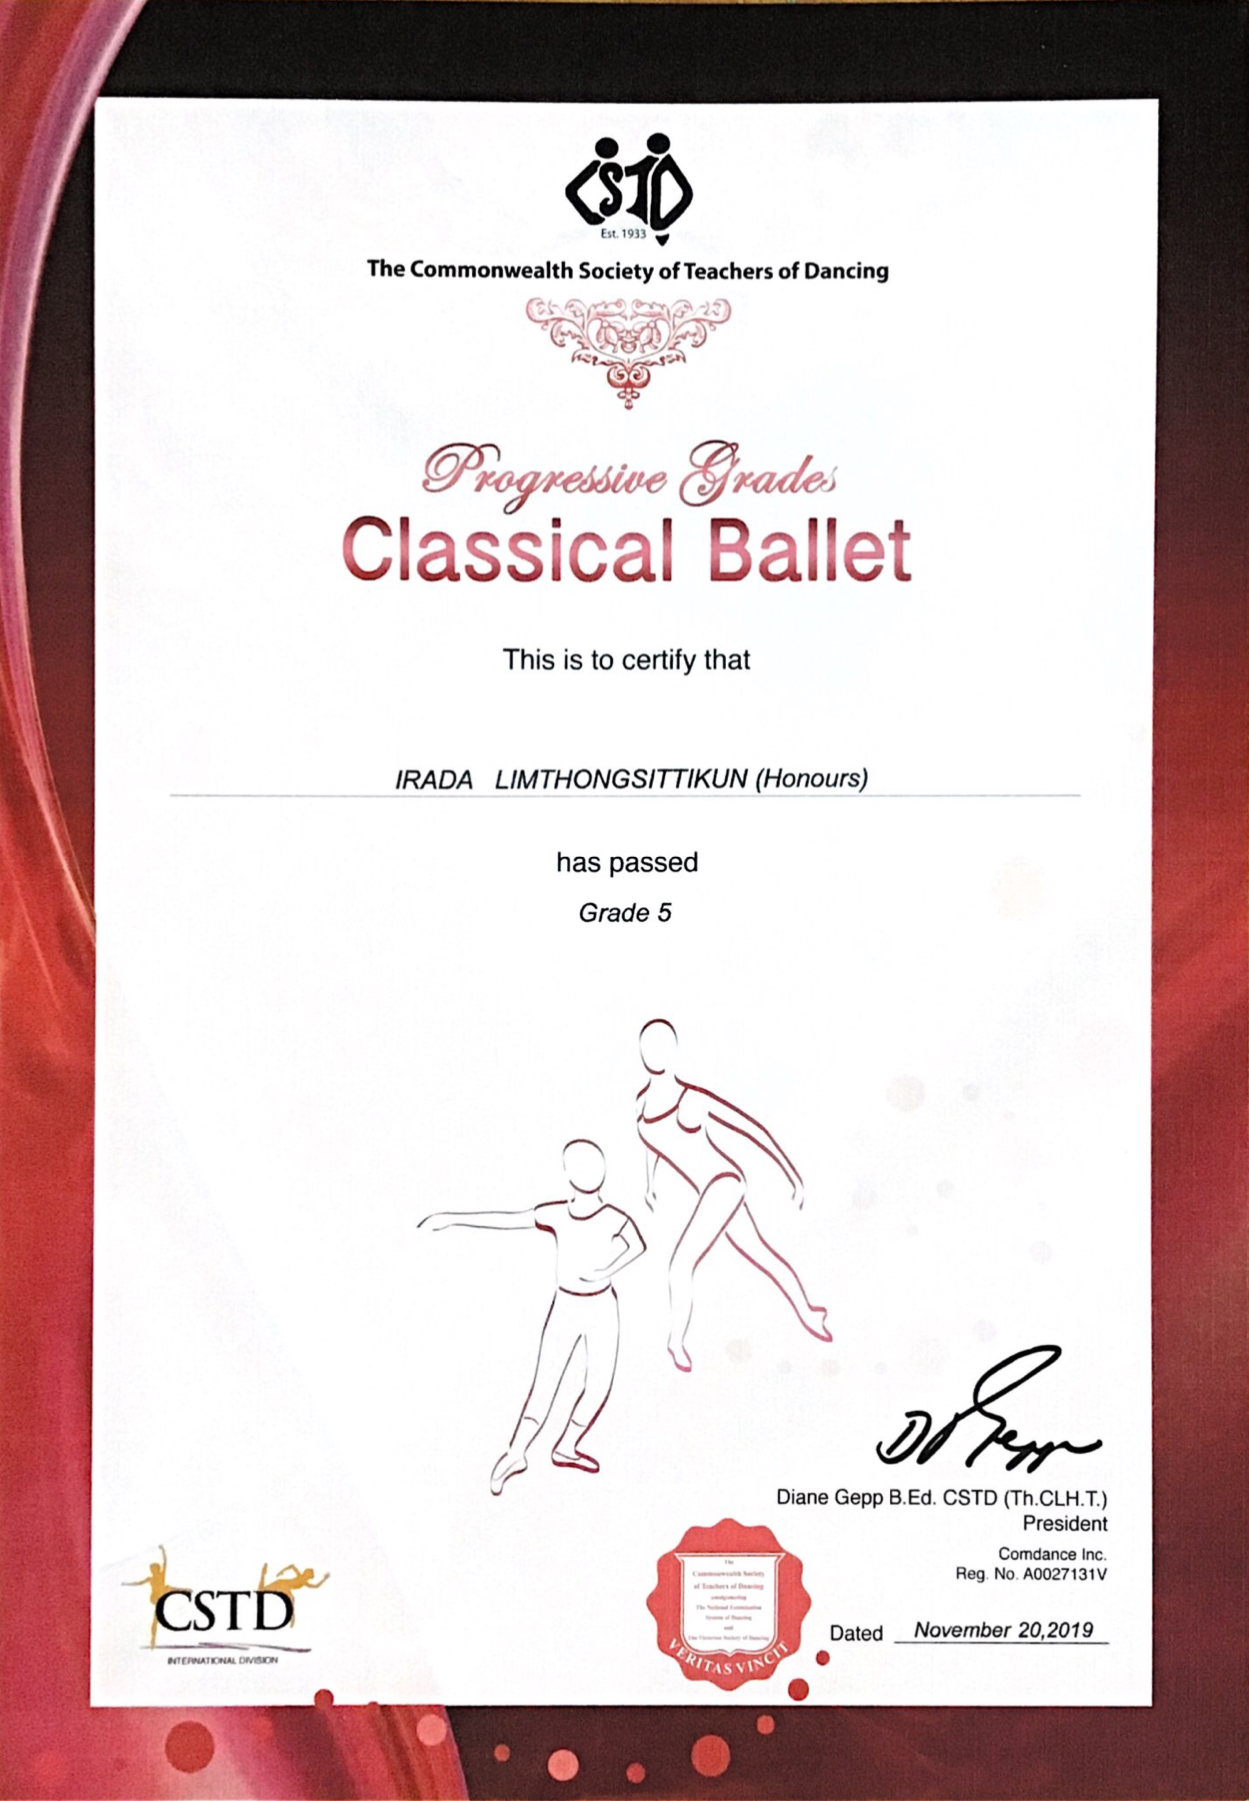 CSTD
Est. 1933
The Commonwealth Society of Teachers of Dancing
Progressive Grades
Classical Ballet
This is to certify that
IRADA LIMTHONGSITTIKUN (Honours)
has passed
Grade 5
D Gepp
Diane Gepp B.Ed. CSTD (Th.CLH.T.)
President
Comdance Inc.
Reg. No. A0027131V
Dated November 20,2019
The
Commonwealth Society
of Teachers of Dancing
amalgamating
The National Examination
System of Dancing
and
The Victorian Society of Dancing
VERITAS VINCIT
CSTD
INTERNATIONAL DIVISION